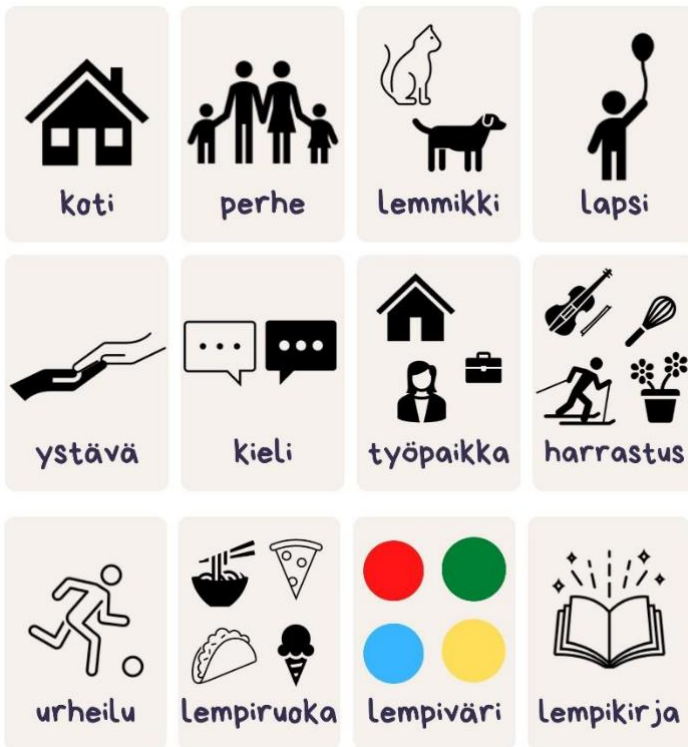 koti perhe lemmikki lapsi
ystävä kieli työpaikka harrastus
urheilu lempiruoka lempiväri lempikirja